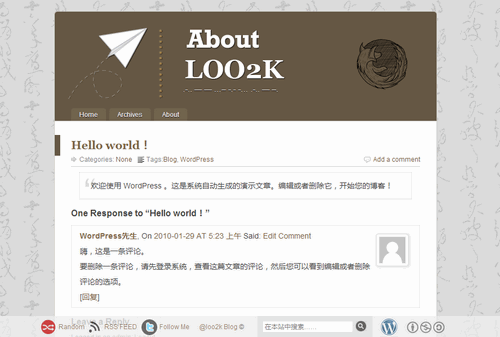 About
LOO2K
Home Archives About
Hello world！
Categories: None Tags:Blog, WordPress Add a comment
欢迎使用 WordPress 。这是系统自动生成的演示文章。编辑或者删除它，开始您的博客！
One Response to “Hello world！”
WordPress先生, On 2010-01-29 AT 5:23 上午 Said: Edit Comment
嗨，这是一条评论。
要删除一条评论，请先登录系统，查看这篇文章的评论，然后您可以看到编辑或者删除
评论的选项。
[回复]
Leave a Reply
Random RSS FEED Follow Me @loo2k Blog © 在本站中搜索……